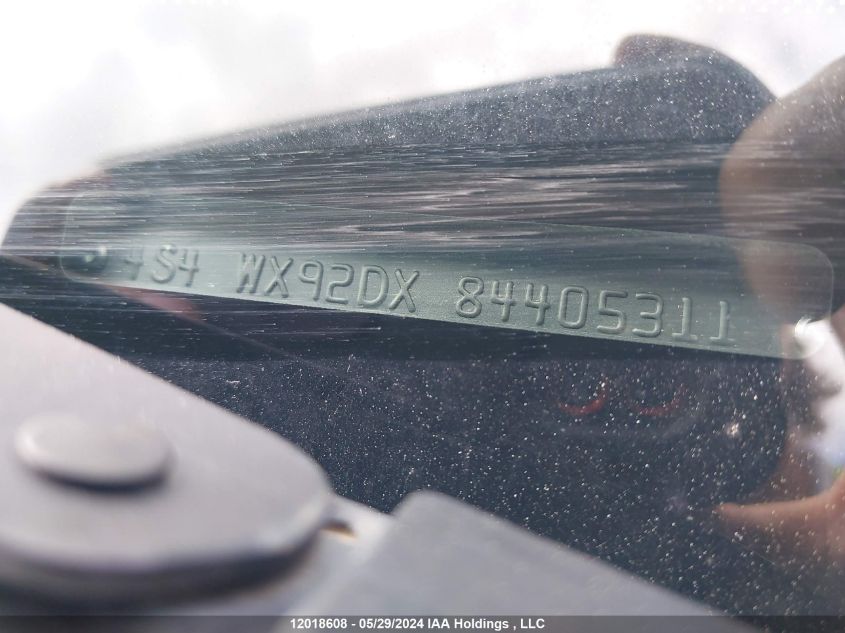 4S4 WX92DX 84405311
12018608 - 05/29/2024 IAA Holdings , LLC